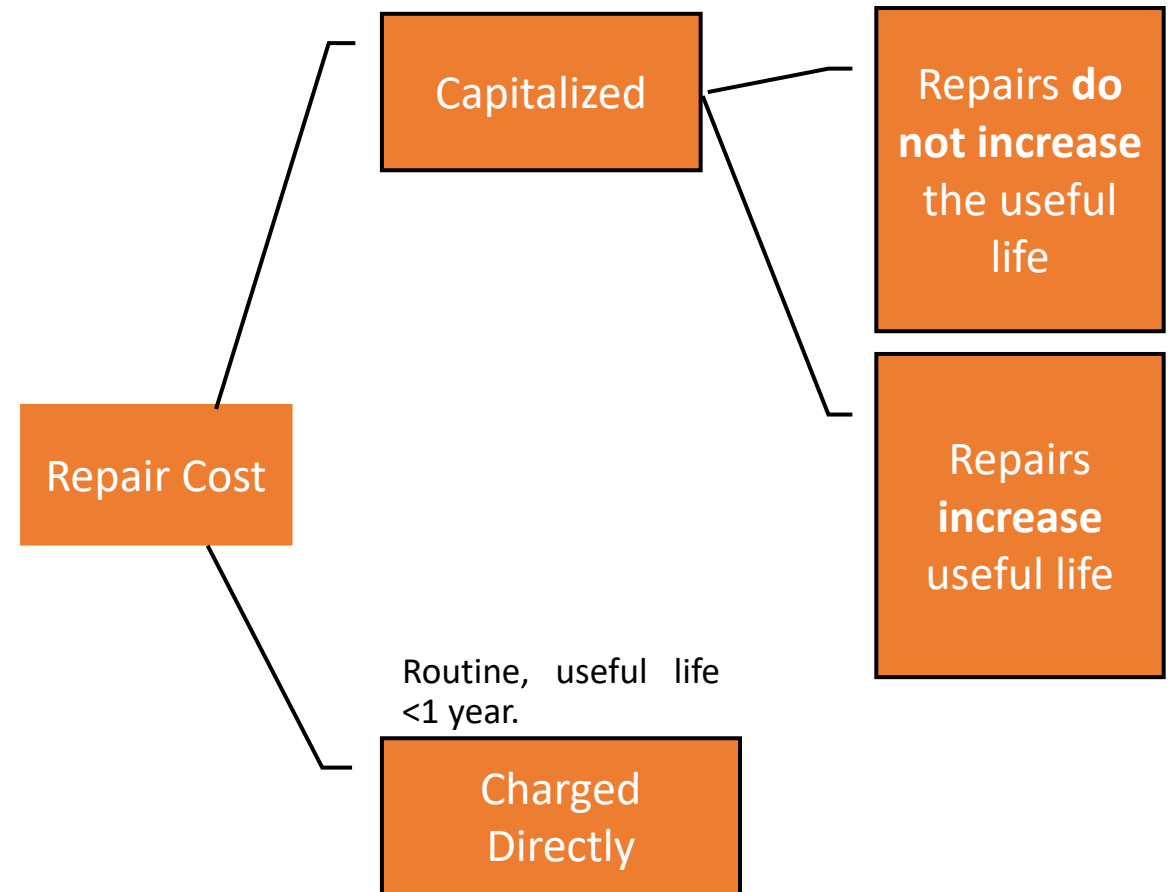 Capitalized
Repairs do
not increase
the useful
life
Repair Cost
Repairs
increase
useful life
Routine, useful life
<1 year.
Charged
Directly